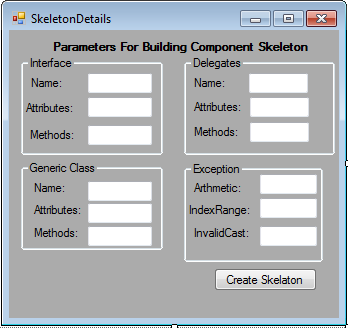 SkeletonDetails
Parameters For Building Component Skeleton
Interface
Name:
Attributes:
Methods:
Delegates
Name:
Attributes:
Methods:
Generic Class
Name:
Attributes:
Methods:
Exception
Arthmetic:
IndexRange:
InvalidCast:
Create Skelaton